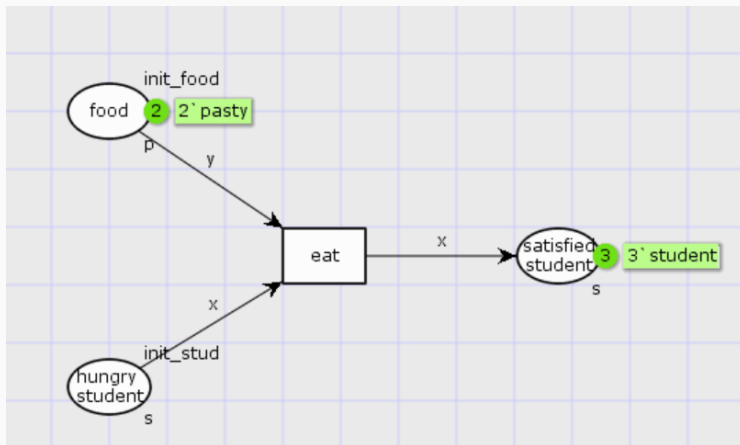 init_food
food
2
2`pasty
p
y
eat
x
satisfied
student
3
3`student
s
x
init_stud
hungry
student
s